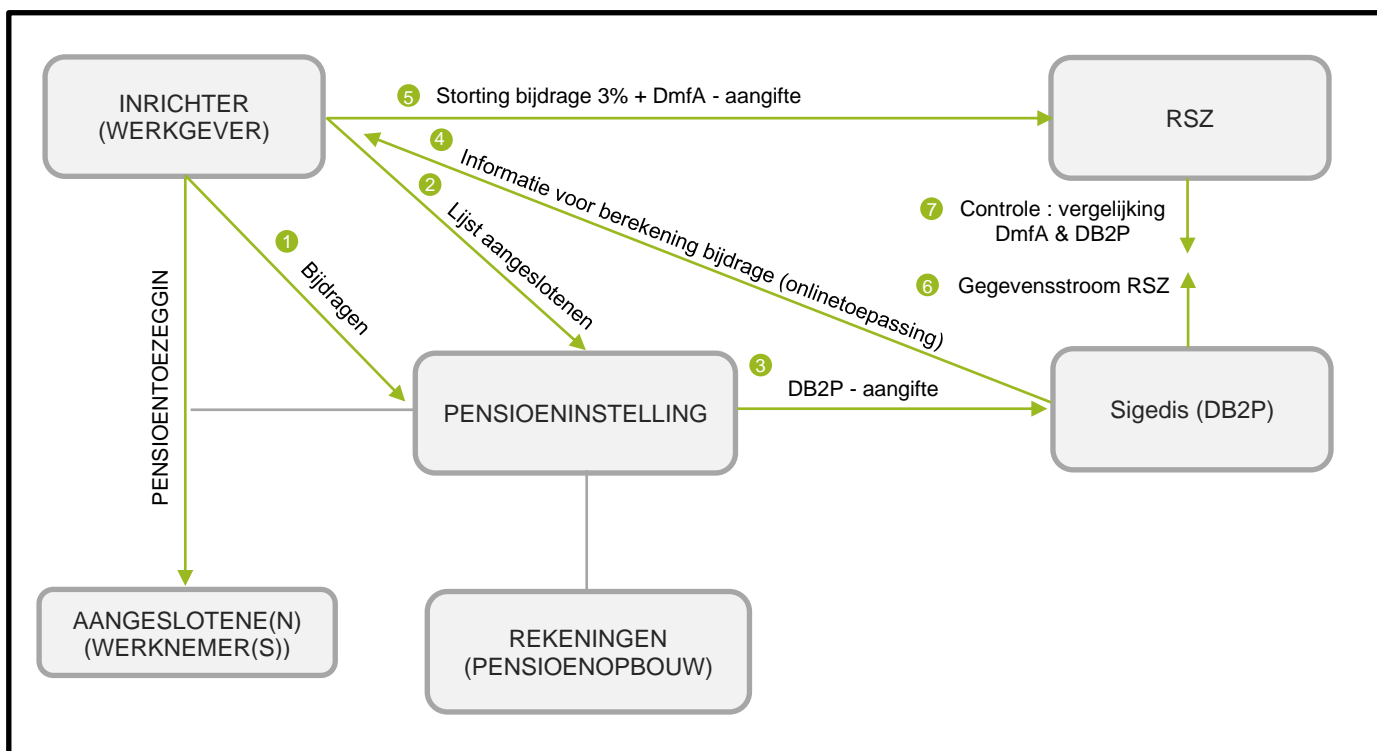 INRICHTER
(WERKGEVER)
5 Storting bijdrage 3% + DmfA - aangifte
RSZ
4 Informatie voor berekening bijdrage (onlinetoepassing)
2 Lijst aangeslotenen
1 Bijdragen
7 Controle : vergelijking
DmfA & DB2P
6 Gegevensstroom RSZ
PENSIOENTOEZEGGIN
PENSIOENINSTELLING
3 DB2P - aangifte
Sigedis (DB2P)
AANGESLOTENE(N)
(WERKNEMER(S))
REKENINGEN
(PENSIOENOPBOUW)